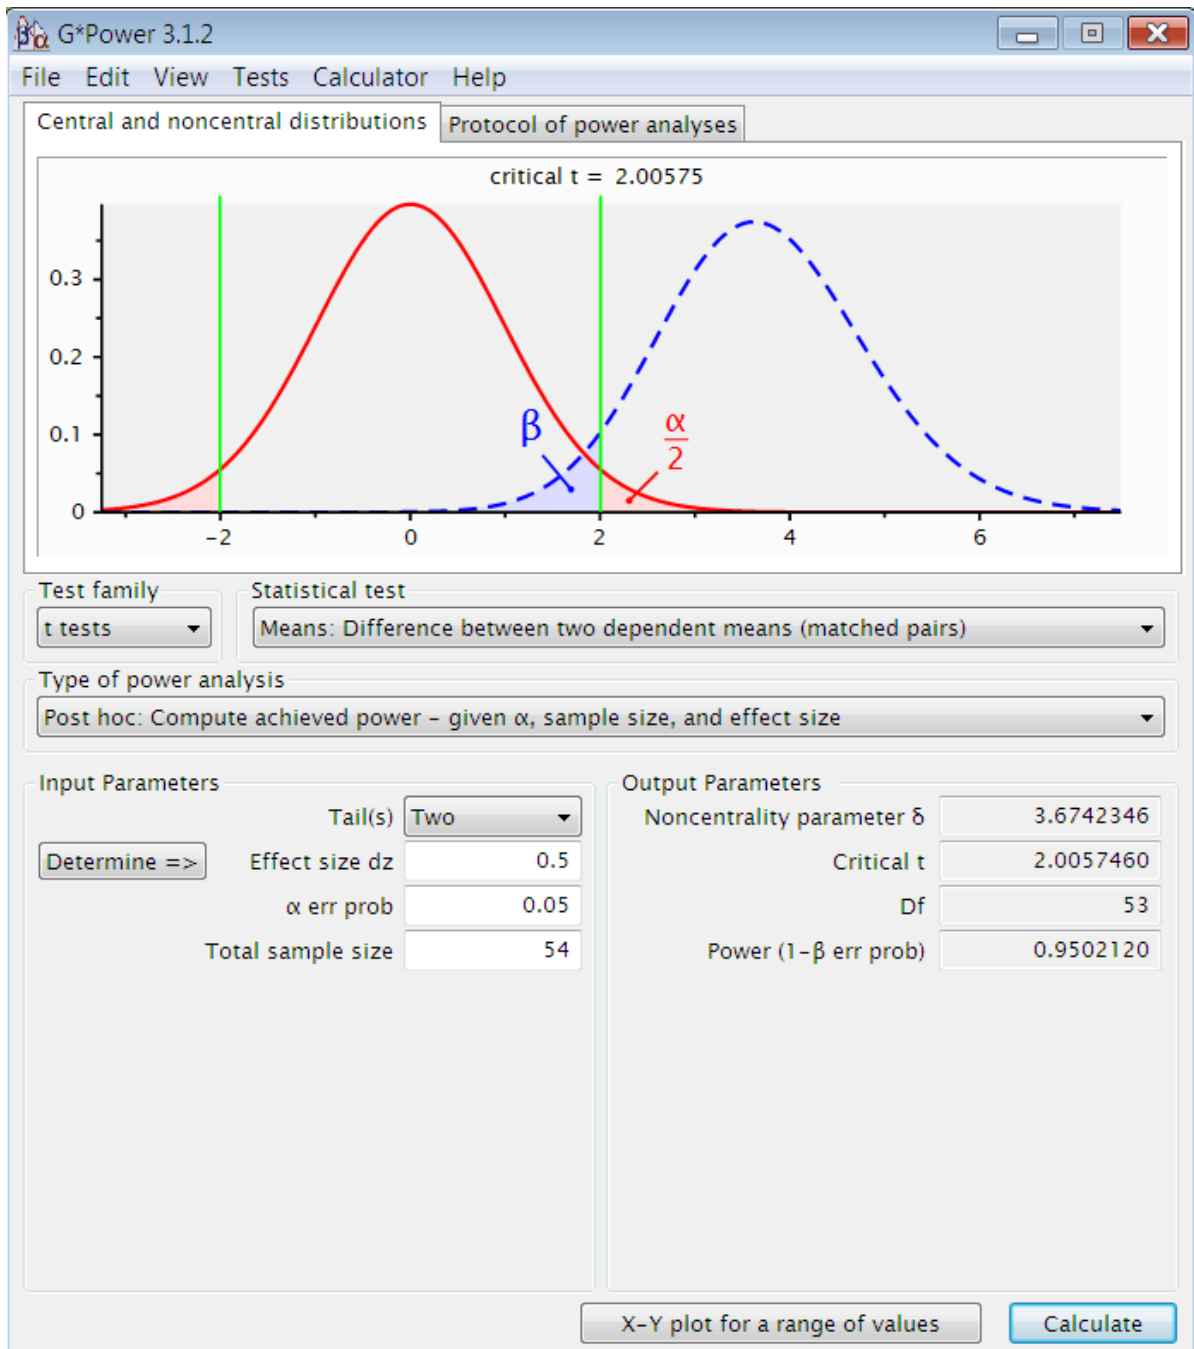 G*Power 3.1.2
File Edit View Tests Calculator Help
Central and noncentral distributions Protocol of power analyses
critical t = 2.00575
0.3
0.2
0.1
0
β
α
2
-2 0 2 4 6
Test family Statistical test
t tests Means: Difference between two dependent means (matched pairs)
Type of power analysis
Post hoc: Compute achieved power – given α, sample size, and effect size
Input Parameters
Tail(s) Two
Determine => Effect size dz 0.5
α err prob 0.05
Total sample size 54
Output Parameters
Noncentrality parameter δ 3.6742346
Critical t 2.0057460
Df 53
Power (1-β err prob) 0.9502120
X-Y plot for a range of values Calculate